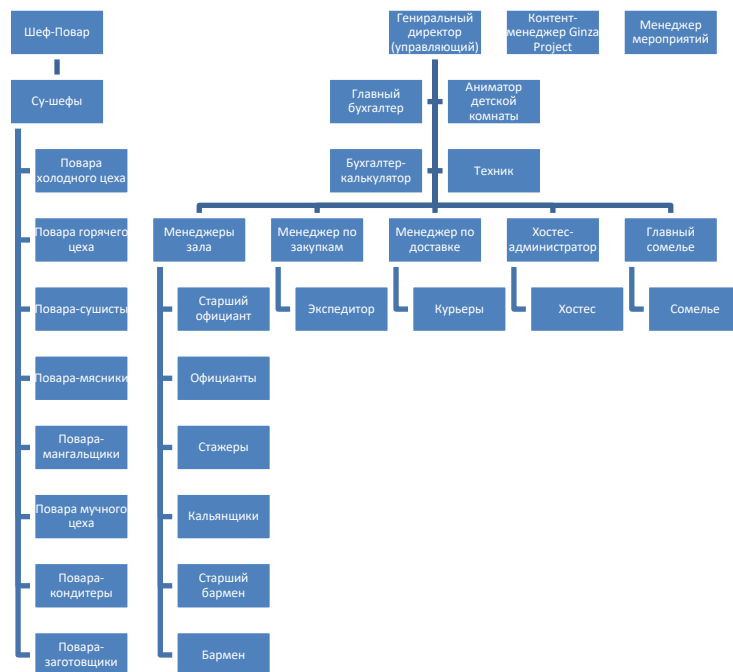 Шеф-Повар
Гениральный
директор
(управляющий)
Контент-
менеджер Ginza
Project
Менеджер
мероприятий
Су-шефы
Главный
бухгалтер
Аниматор
детской
комнаты
Повара
холодного цеха
Бухгалтер-
калькулятор
Техник
Повара горячего
цеха
Менеджеры
зала
Менеджер по
закупкам
Менеджер по
доставке
Хостес-
администратор
Главный
сомелье
Повара-сушисты
Старший
официант
Экспедитор
Курьеры
Хостес
Сомелье
Повара-мясники
Официанты
Повара-
мангальщики
Стажеры
Повара мучного
цеха
Кальянщики
Повара-
кондитеры
Старший
бармен
Повара-
заготовщики
Бармен